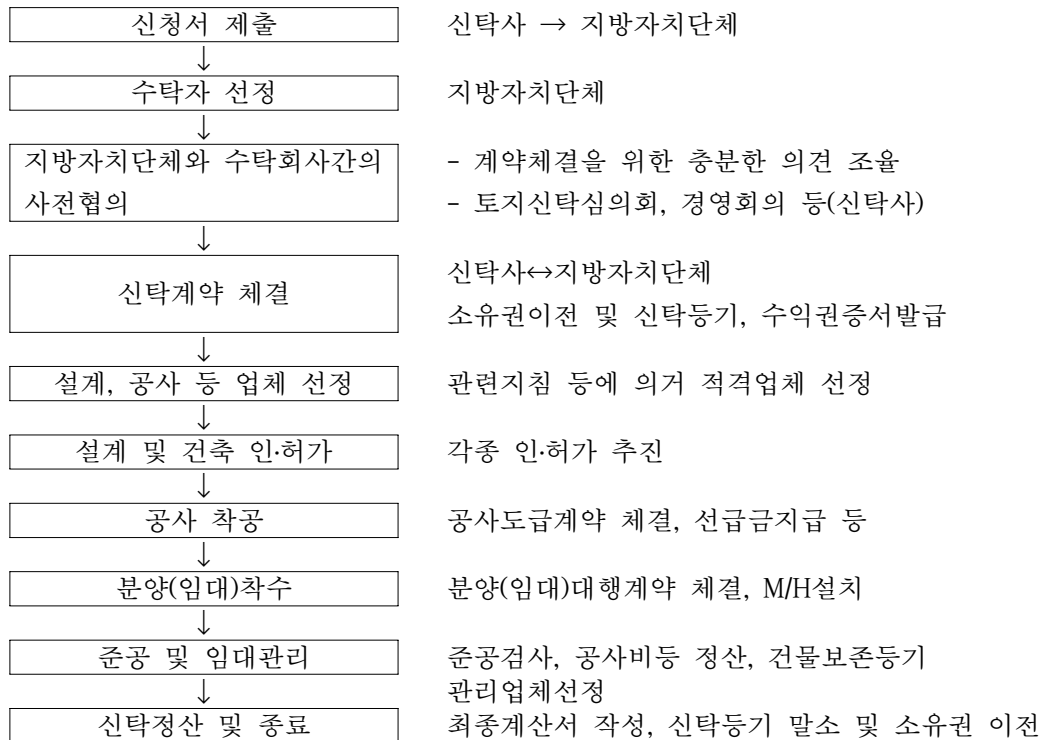 신청서 제출 신탁사 → 지방자치단체
↓
수탁자 선정 지방자치단체
↓
지방자치단체와 수탁회사간의 - 계약체결을 위한 충분한 의견 조율
사전협의 - 토지신탁심의회, 경영회의 등(신탁사)
↓
신탁계약 체결 신탁사↔지방자치단체
소유권이전 및 신탁등기, 수익권증서발급
↓
설계, 공사 등 업체 선정 관련지침 등에 의거 적격업체 선정
↓
설계 및 건축 인·허가 각종 인·허가 추진
↓
공사 착공 공사도급계약 체결, 선급금지급 등
↓
분양(임대)착수 분양(임대)대행계약 체결, M/H설치
↓
준공 및 임대관리 준공검사, 공사비등 정산, 건물보존등기
↓ 관리업체선정
신탁정산 및 종료 최종계산서 작성, 신탁등기 말소 및 소유권 이전